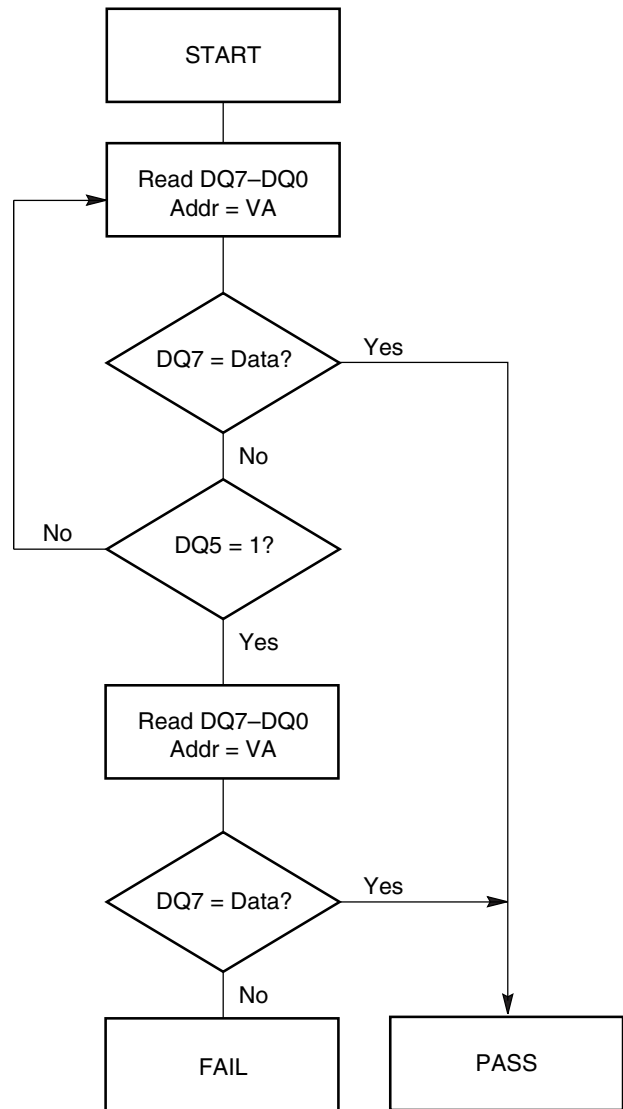 START
Read DQ7–DQ0
Addr = VA
DQ7 = Data?
Yes
No
No
DQ5 = 1?
Yes
Read DQ7–DQ0
Addr = VA
DQ7 = Data?
Yes
No
FAIL
PASS